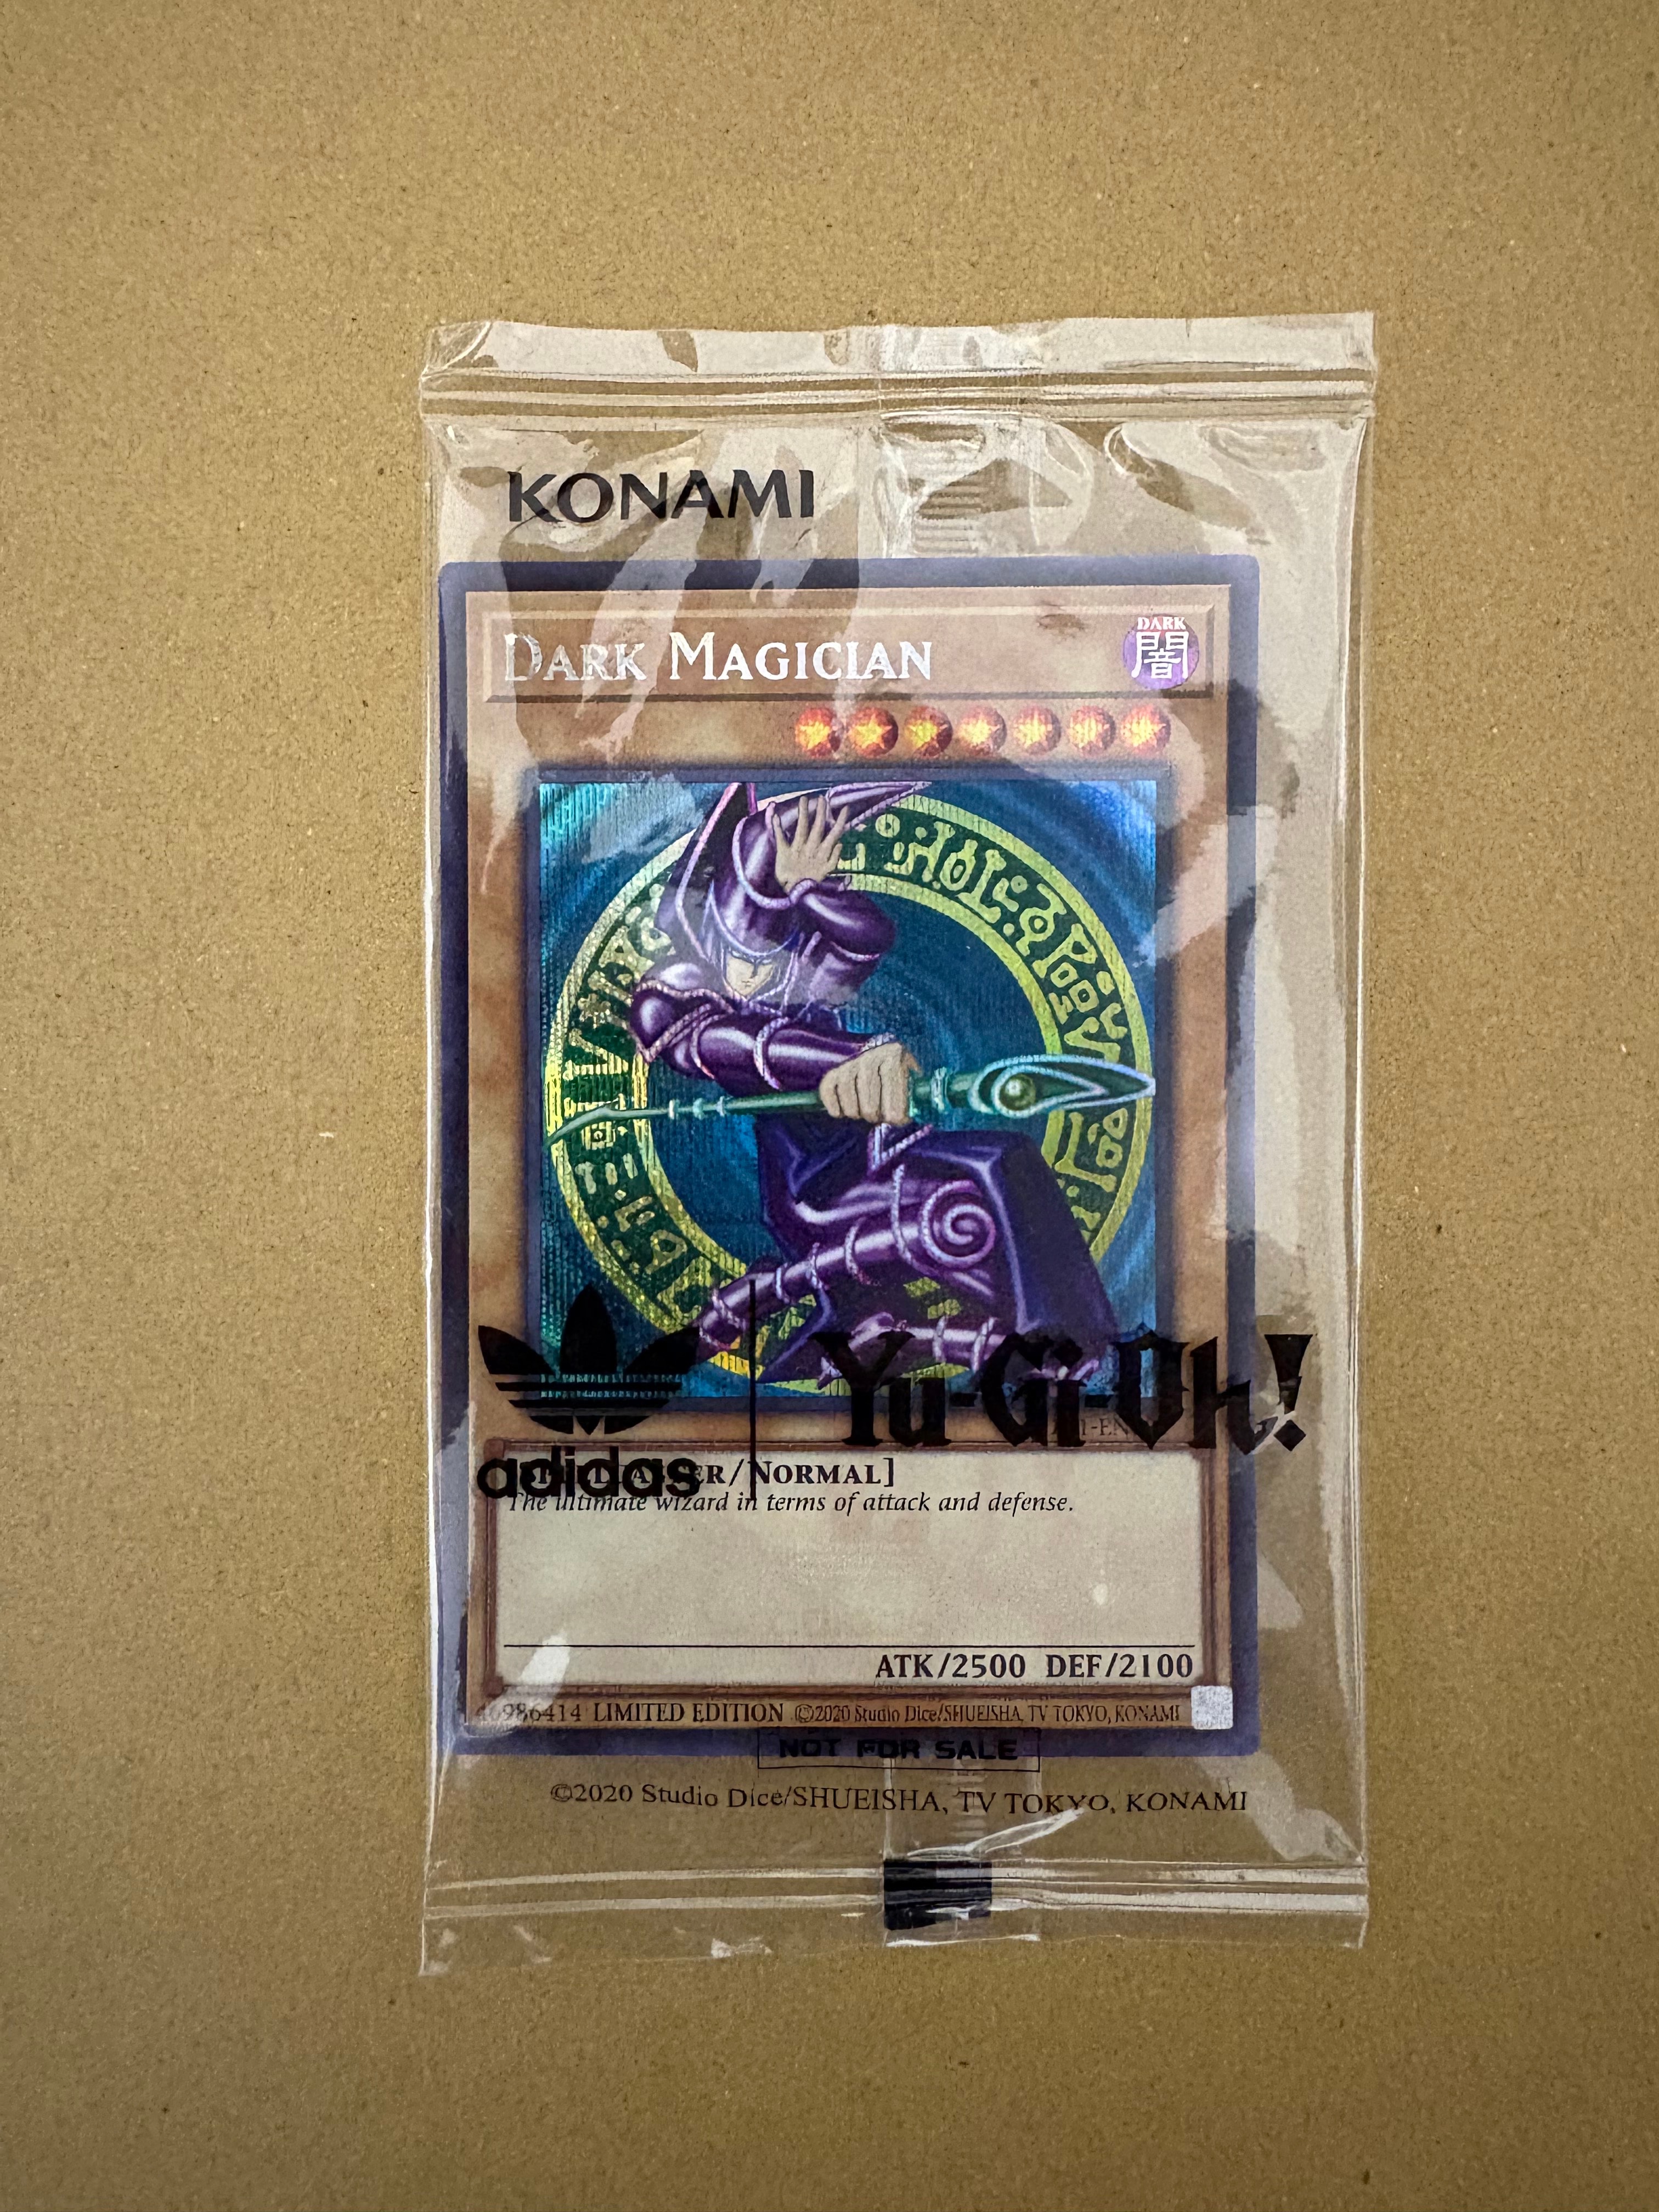 KONAMI
DARK MAGICIAN
DARK
闇
Yu-Gi-Oh!
adidas
/NORMAL]
The ultimate wizard in terms of attack and defense.
ATK/2500 DEF/2100
46986414 LIMITED EDITION ©2020 Studio Dice/SHUEISHA, TV TOKYO, KONAMI
NOT FOR SALE
©2020 Studio Dice/SHUEISHA, TV TOKYO, KONAMI